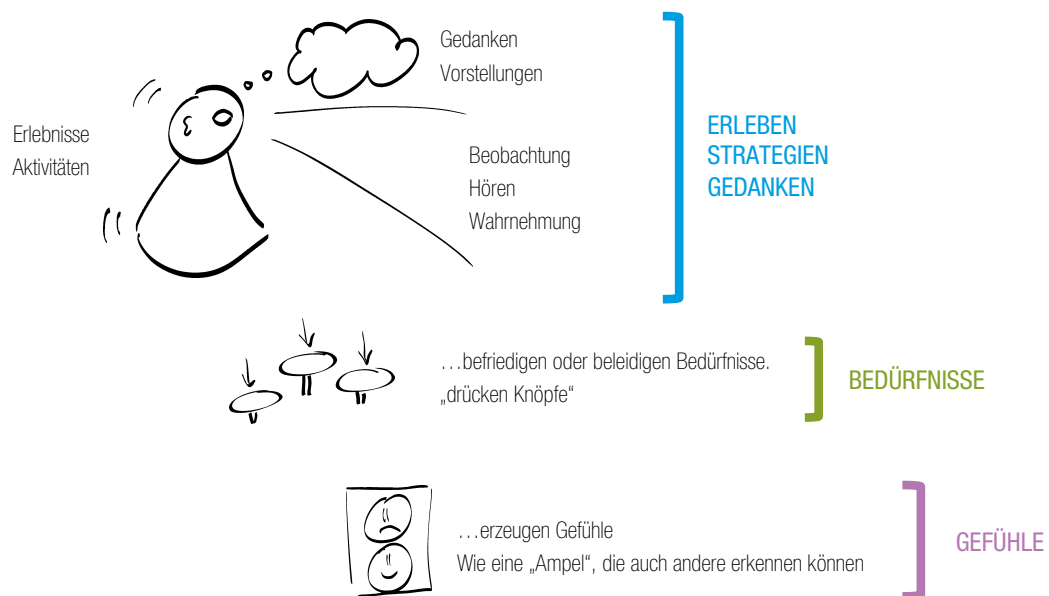 Gedanken
Vorstellungen
Erlebnisse
Aktivitäten
Beobachtung
Hören
Wahrnehmung
ERLEBEN
STRATEGIEN
GEDANKEN
…befriedigen oder beleidigen Bedürfnisse.
„drücken Knöpfe“
BEDÜRFNISSE
…erzeugen Gefühle
Wie eine „Ampel“, die auch andere erkennen können
GEFÜHLE